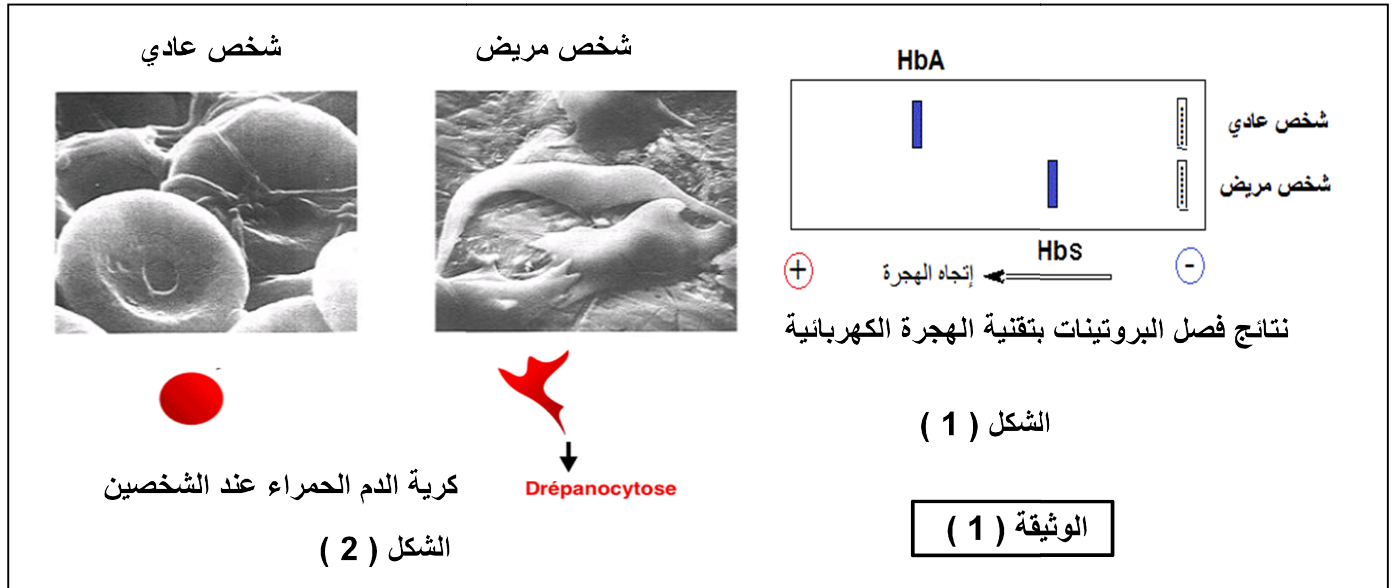 شخص عادي
شخص مريض
HbA
شخص عادي
شخص مريض
HbS
+
إتجاه الهجرة
-
نتائج فصل البروتينات بتقنية الهجرة الكهربائية
الشكل ( 1 )
Drépanocytose
كرية الدم الحمراء عند الشخصين
الشكل ( 2 )
الوثيقة ( 1 )